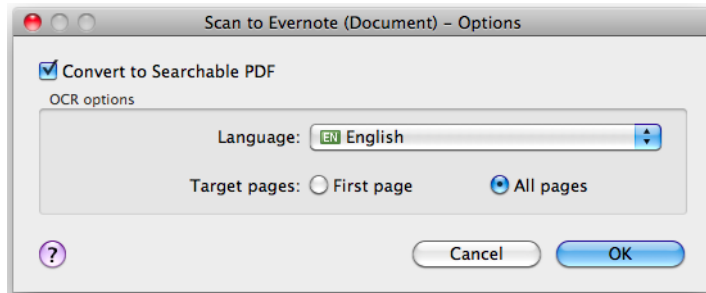 Scan to Evernote (Document) – Options
Convert to Searchable PDF
OCR options
Language: EN English
Target pages: First page All pages
? Cancel OK